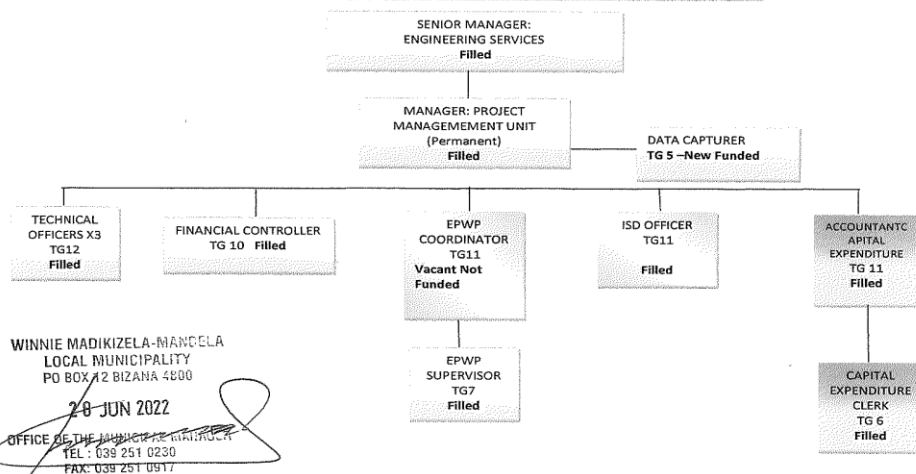 SENIOR MANAGER:
ENGINEERING SERVICES
Filled
MANAGER: PROJECT
MANAGEMEMENT UNIT
(Permanent)
Filled
DATA CAPTURER
TG 5 –New Funded
TECHNICAL
OFFICERS X3
TG12
Filled
FINANCIAL CONTROLLER
TG 10 Filled
EPWP
COORDINATOR
TG11
Vacant Not
Funded
ISD OFFICER
TG11
Filled
ACCOUNTANTC
APITAL
EXPENDITURE
TG 11
Filled
EPWP
SUPERVISOR
TG7
Filled
CAPITAL
EXPENDITURE
CLERK
TG 6
Filled
WINNIE MADIKIZELA-MANDELA
LOCAL MUNICIPALITY
PO BOX 12 BIZANA 4800
28 JUN 2022
OFFICE OF THE MUNICIPAL MANAGER
TEL : 039 251 0230
FAX: 039 251 0917